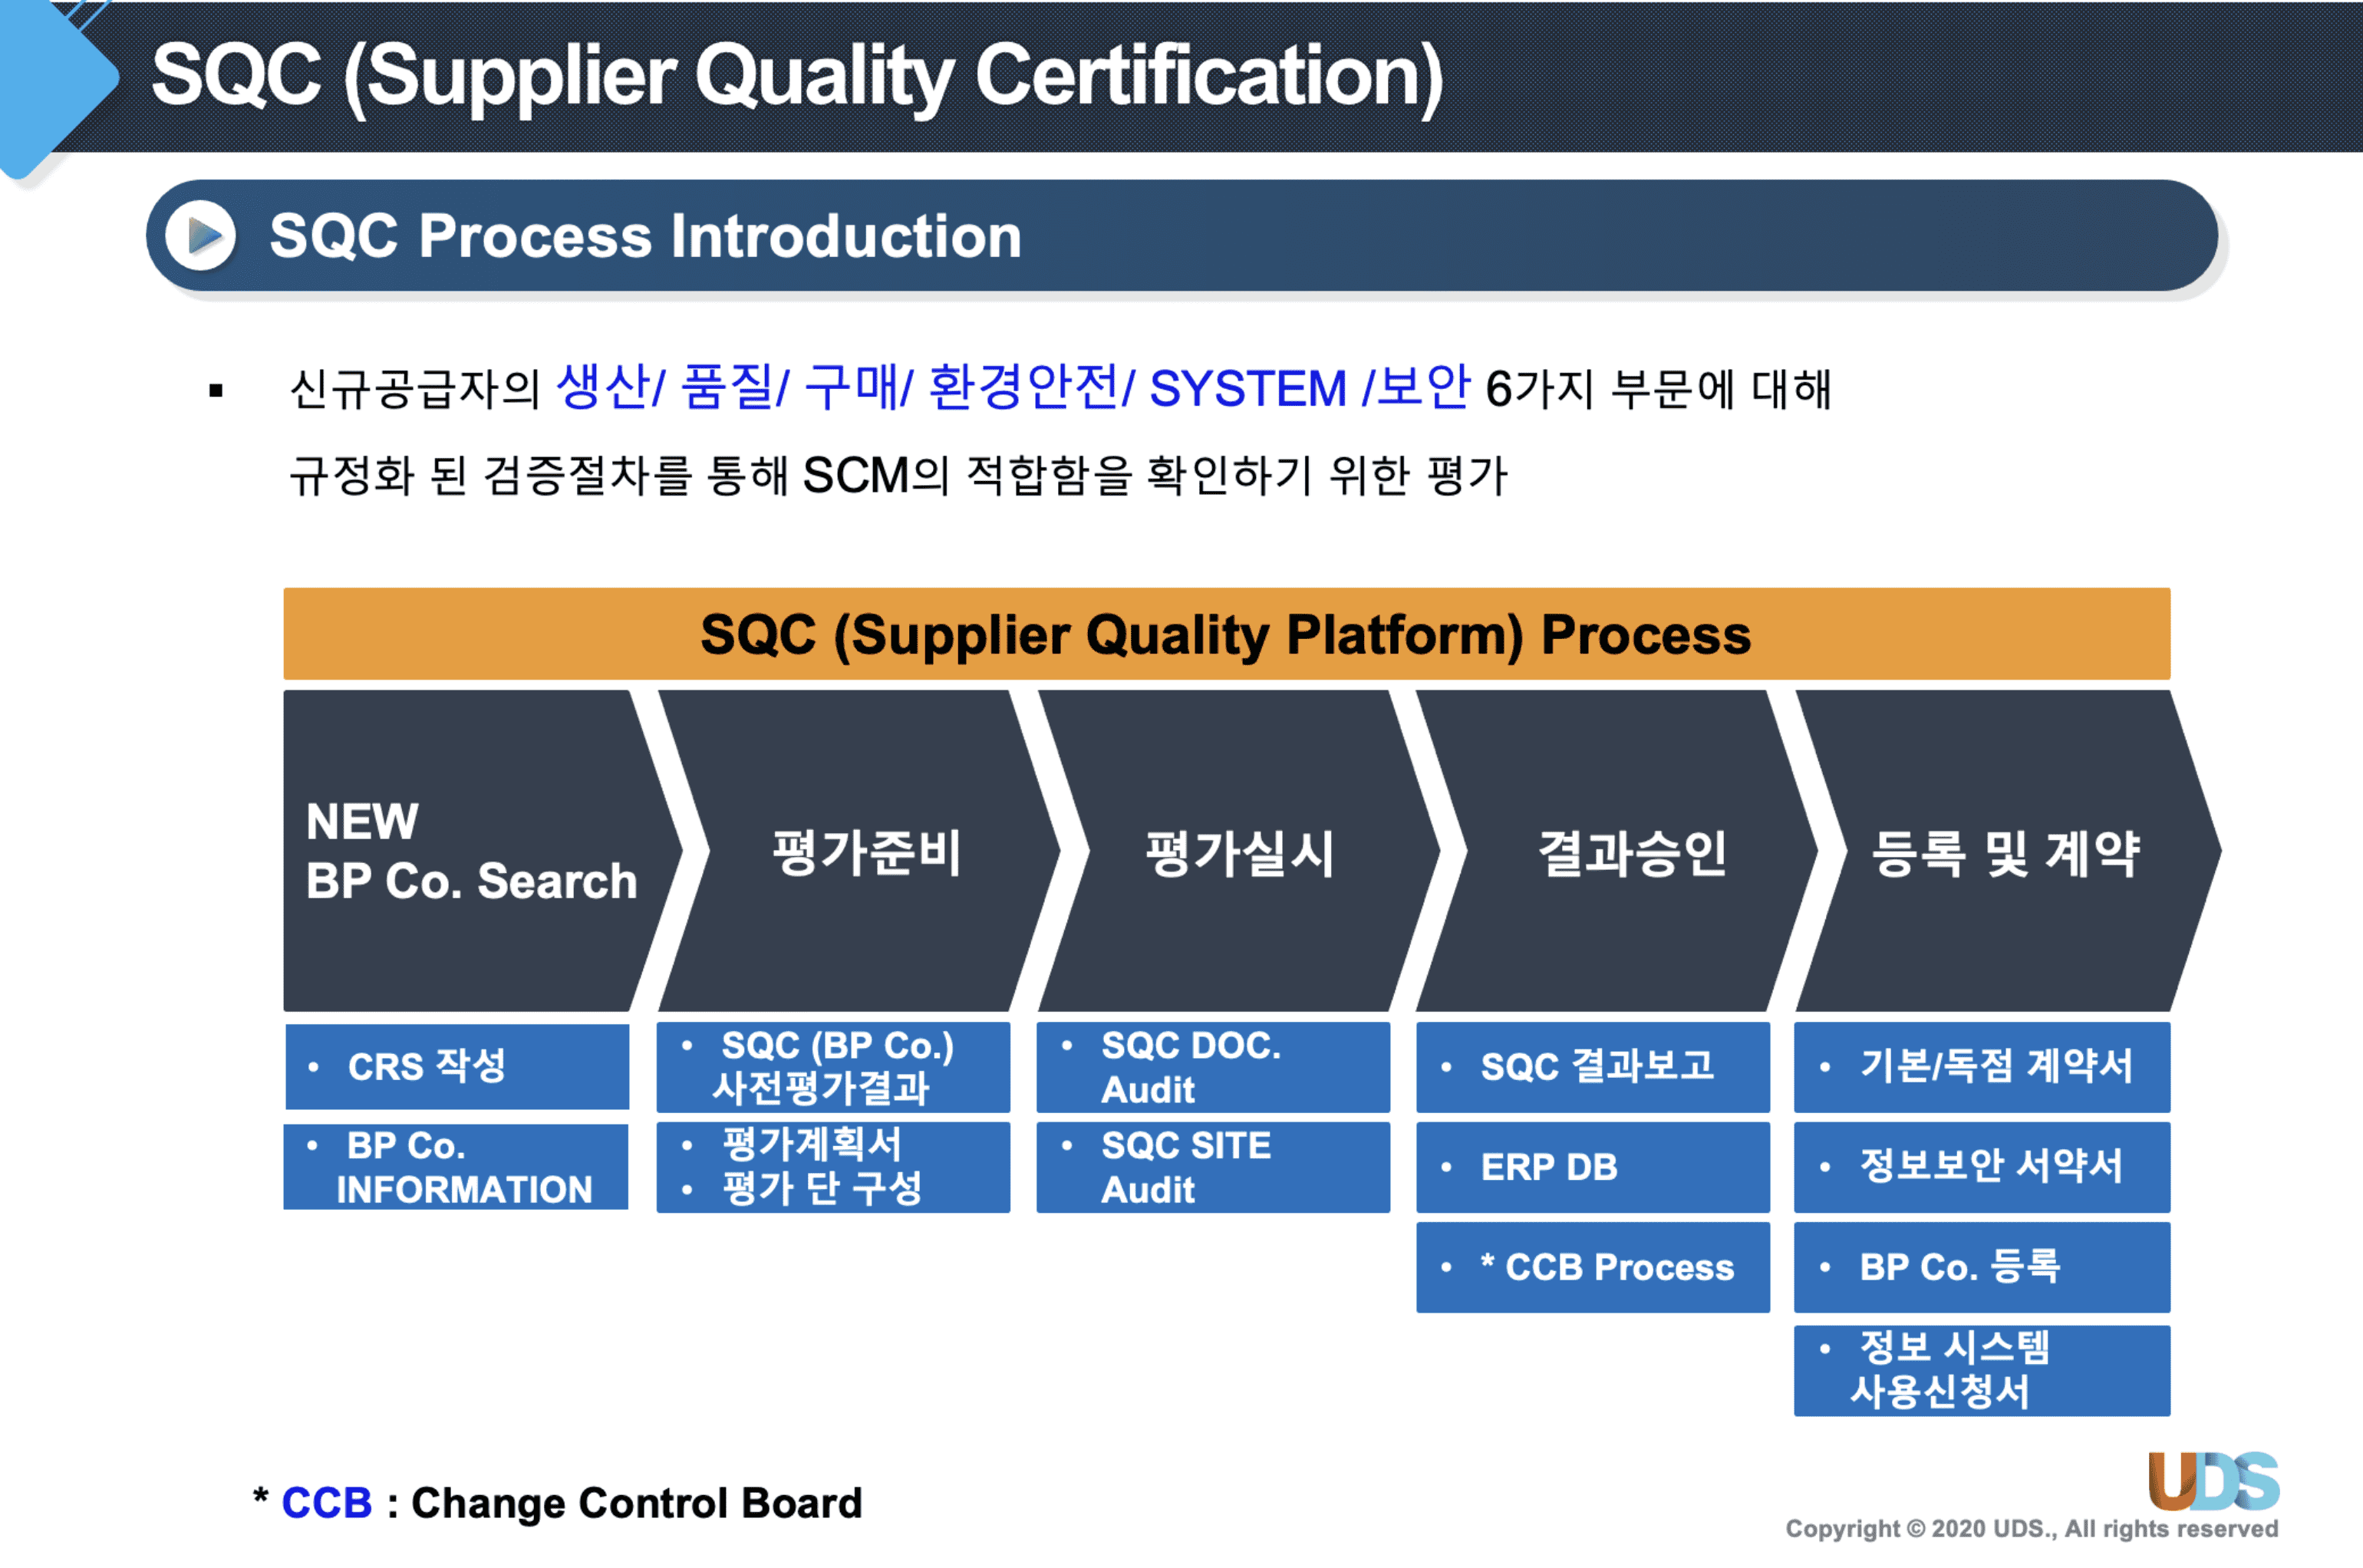 SQC (Supplier Quality Certification)
SQC Process Introduction
▪ 신규공급자의 생산/ 품질/ 구매/ 환경안전/ SYSTEM /보안 6가지 부문에 대해
규정화 된 검증절차를 통해 SCM의 적합함을 확인하기 위한 평가
SQC (Supplier Quality Platform) Process
NEW
BP Co. Search
평가준비
평가실시
결과승인
등록 및 계약
• CRS 작성
• BP Co.
INFORMATION
• SQC (BP Co.)
사전평가결과
• 평가계획서
• 평가 단 구성
• SQC DOC.
Audit
• SQC SITE
Audit
• SQC 결과보고
• ERP DB
• * CCB Process
• 기본/독점 계약서
• 정보보안 서약서
• BP Co. 등록
• 정보 시스템
사용신청서
* CCB : Change Control Board
UDS
Copyright © 2020 UDS., All rights reserved